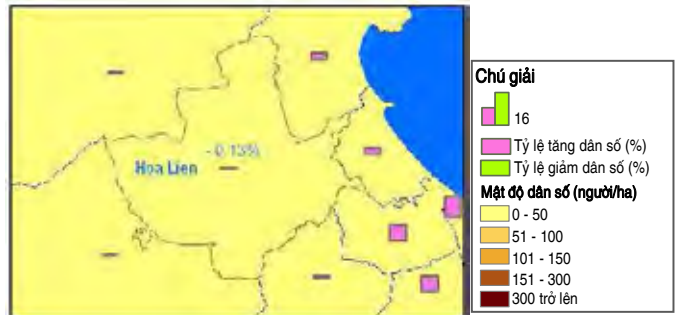 Hoa Lien
- 0.13%
Chú giải
16
Tỷ lệ tăng dân số (%)
Tỷ lệ giảm dân số (%)
Mật độ dân số (người/ha)
0 - 50
51 - 100
101 - 150
151 - 300
300 trở lên